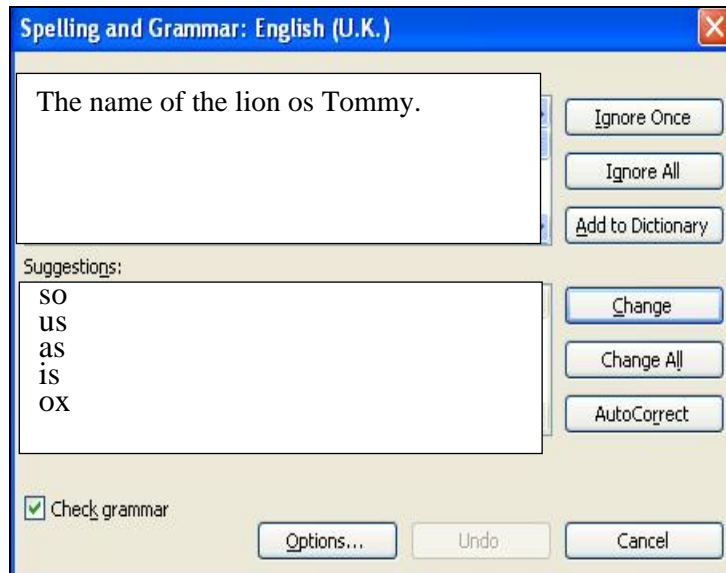 Spelling and Grammar: English (U.K.)
The name of the lion os Tommy.
Ignore Once
Ignore All
Add to Dictionary
Suggestions:
so
us
as
is
ox
Change
Change All
AutoCorrect
Check grammar
Options...
Undo
Cancel